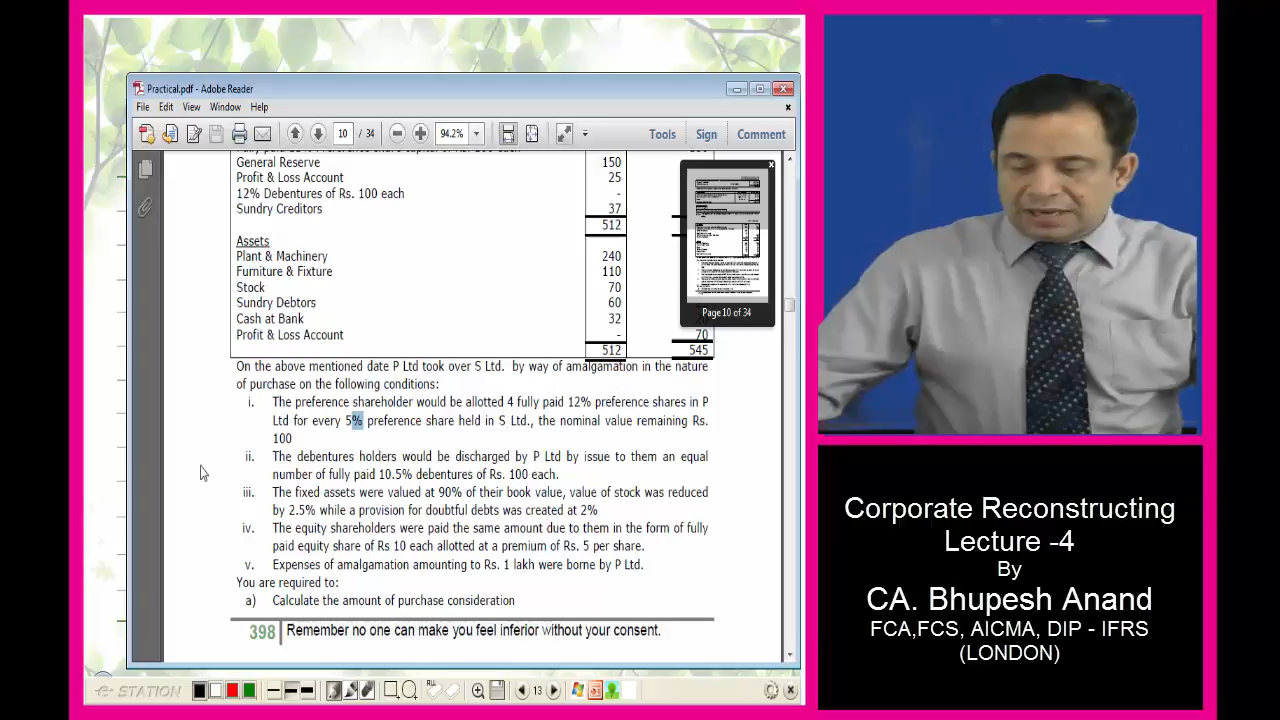 Practical.pdf - Adobe Reader
File Edit View Window Help
10 / 34 94.2% Tools Sign Comment
General Reserve 150
Profit & Loss Account 25
12% Debentures of Rs. 100 each -
Sundry Creditors 37
512
Assets
Plant & Machinery 240
Furniture & Fixture 110
Stock 70
Sundry Debtors 60
Cash at Bank 32
Profit & Loss Account - 70
512 545
Page 10 of 34
On the above mentioned date P Ltd took over S Ltd. by way of amalgamation in the nature
of purchase on the following conditions:
i. The preference shareholder would be allotted 4 fully paid 12% preference shares in P
Ltd for every 5% preference share held in S Ltd., the nominal value remaining Rs.
100
ii. The debentures holders would be discharged by P Ltd by issue to them an equal
number of fully paid 10.5% debentures of Rs. 100 each.
iii. The fixed assets were valued at 90% of their book value, value of stock was reduced
by 2.5% while a provision for doubtful debts was created at 2%
iv. The equity shareholders were paid the same amount due to them in the form of fully
paid equity share of Rs 10 each allotted at a premium of Rs. 5 per share.
v. Expenses of amalgamation amounting to Rs. 1 lakh were borne by P Ltd.
You are required to:
a) Calculate the amount of purchase consideration
398 Remember no one can make you feel inferior without your consent.
e-STATION 13
Corporate Reconstructing
Lecture -4
By
CA. Bhupesh Anand
FCA,FCS, AICMA, DIP - IFRS
(LONDON)